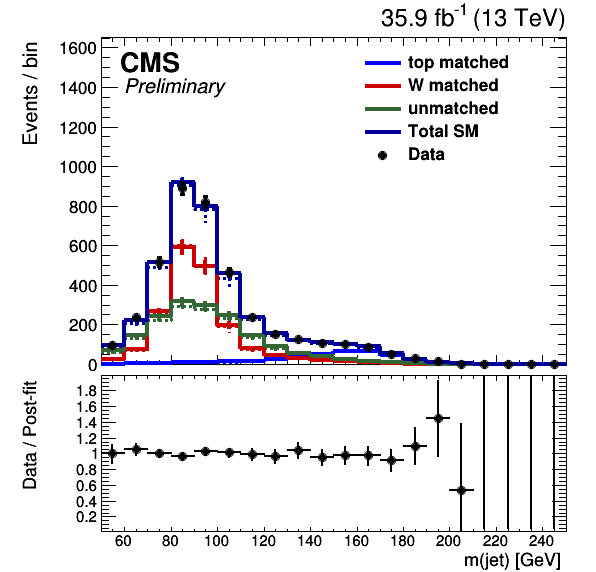 35.9 fb⁻¹ (13 TeV)
Events / bin
1600
1400
1200
1000
800
600
400
200
0
CMS
Preliminary
top matched
W matched
unmatched
Total SM
Data
Data / Post-fit
1.8
1.6
1.4
1.2
1
0.8
0.6
0.4
0.2
60 80 100 120 140 160 180 200 220 240
m(jet) [GeV]